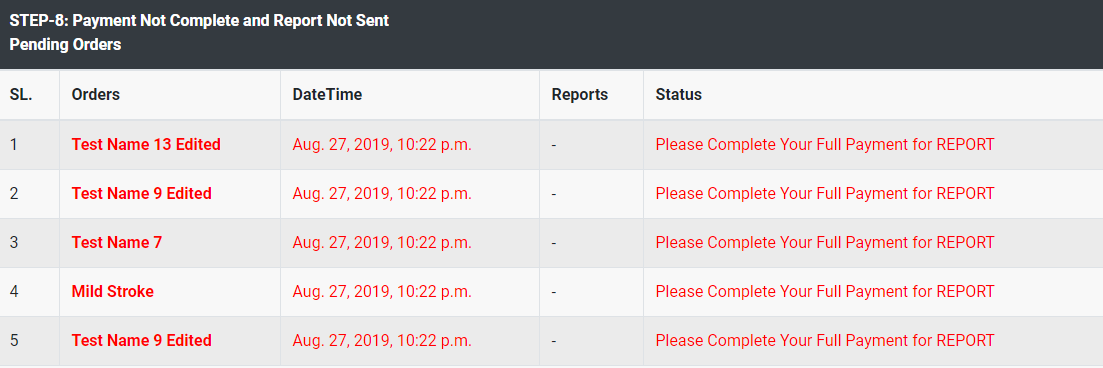 STEP-8: Payment Not Complete and Report Not Sent
Pending Orders
SL. Orders DateTime Reports Status
1 Test Name 13 Edited Aug. 27, 2019, 10:22 p.m. - Please Complete Your Full Payment for REPORT
2 Test Name 9 Edited Aug. 27, 2019, 10:22 p.m. - Please Complete Your Full Payment for REPORT
3 Test Name 7 Aug. 27, 2019, 10:22 p.m. - Please Complete Your Full Payment for REPORT
4 Mild Stroke Aug. 27, 2019, 10:22 p.m. - Please Complete Your Full Payment for REPORT
5 Test Name 9 Edited Aug. 27, 2019, 10:22 p.m. - Please Complete Your Full Payment for REPORT